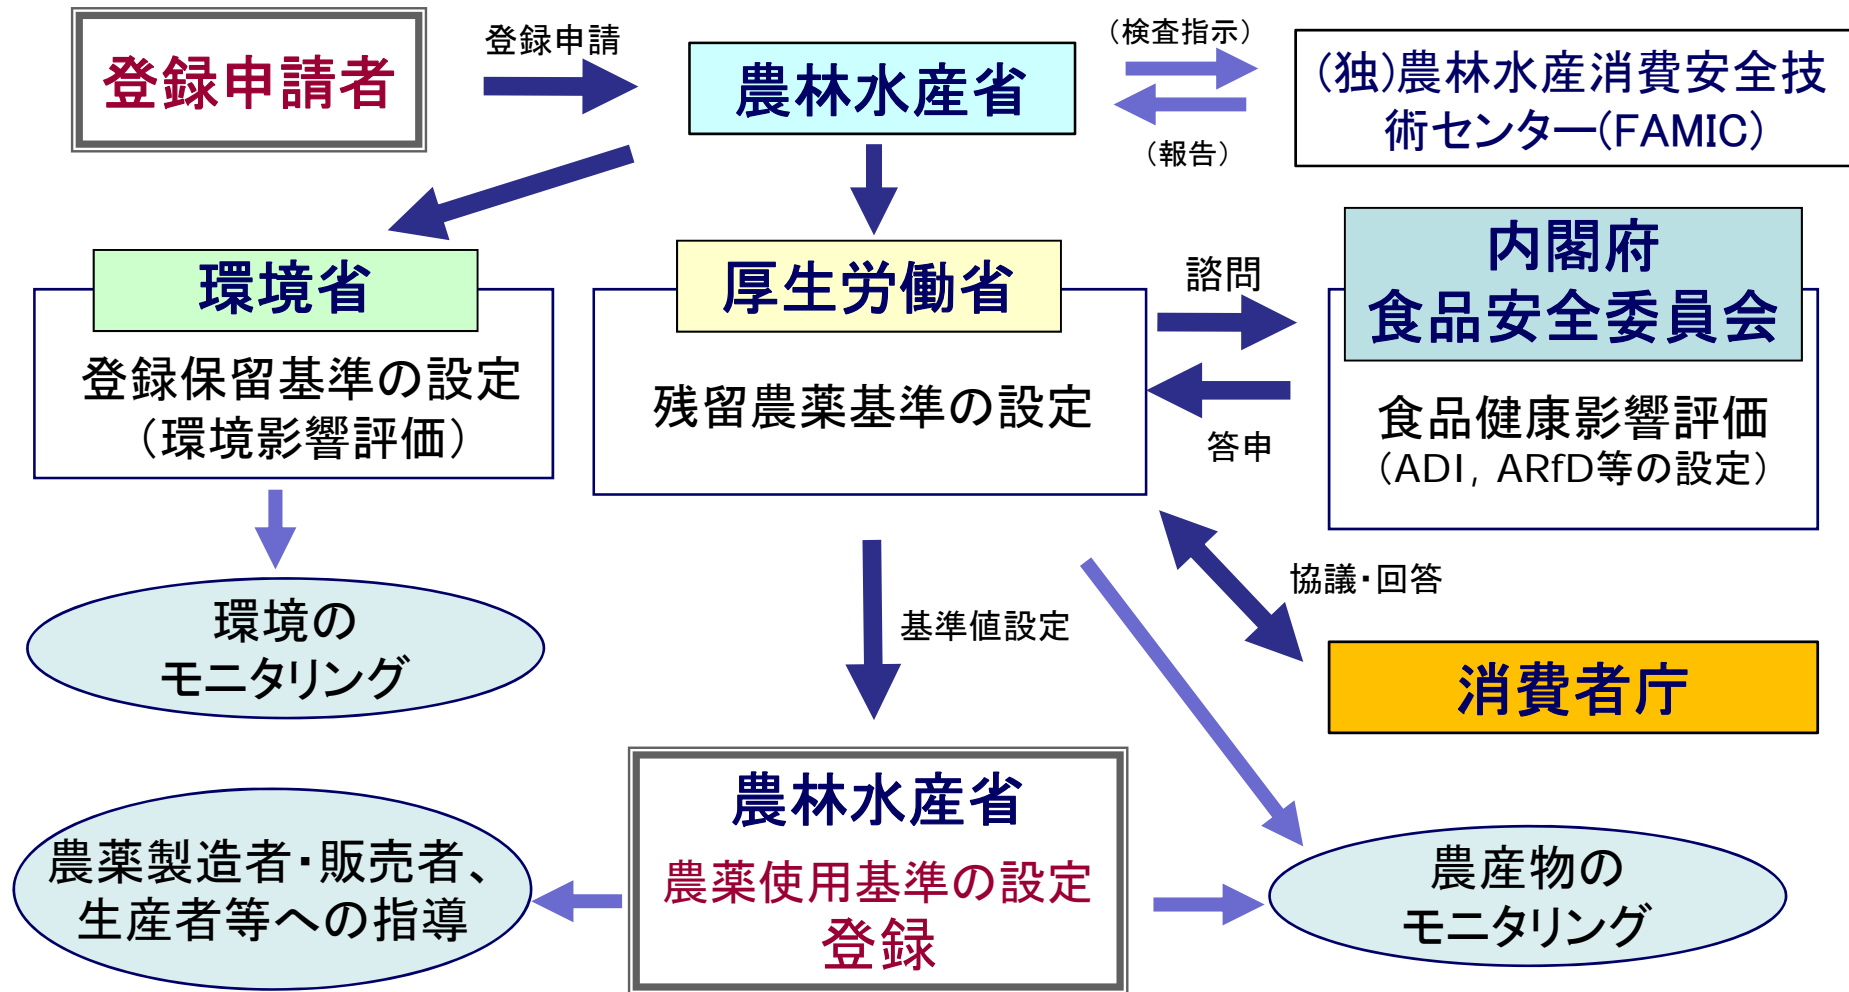 登録申請者
登録申請
農林水産省
（検査指示）
（報告）
(独)農林水産消費安全技
術センター(FAMIC)
環境省
登録保留基準の設定
（環境影響評価）
厚生労働省
残留農薬基準の設定
諮問
答申
内閣府
食品安全委員会
食品健康影響評価
（ADI, ARfD等の設定）
協議・回答
消費者庁
環境の
モニタリング
基準値設定
農林水産省
農薬使用基準の設定
登録
農薬製造者・販売者、
生産者等への指導
農産物の
モニタリング